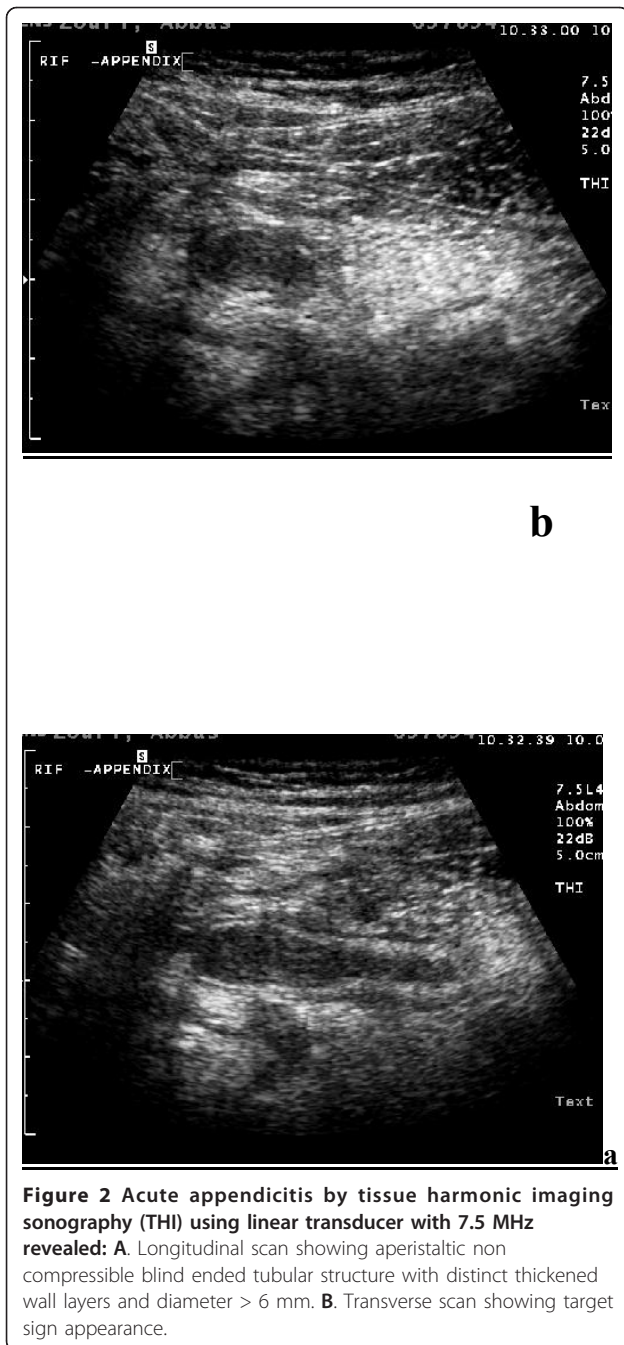 10.33.00 10
RIF -APPENDIX
S
7.5
Abd
100%
22d
5.0
THI
Tex
b
10.32.39 10.0
RIF -APPENDIX
S
7.5L4
Abdom
100%
22dB
5.0cm
THI
Text
a
Figure 2 Acute appendicitis by tissue harmonic imaging
sonography (THI) using linear transducer with 7.5 MHz
revealed: A. Longitudinal scan showing aperistaltic non
compressible blind ended tubular structure with distinct thickened
wall layers and diameter > 6 mm. B. Transverse scan showing target
sign appearance.